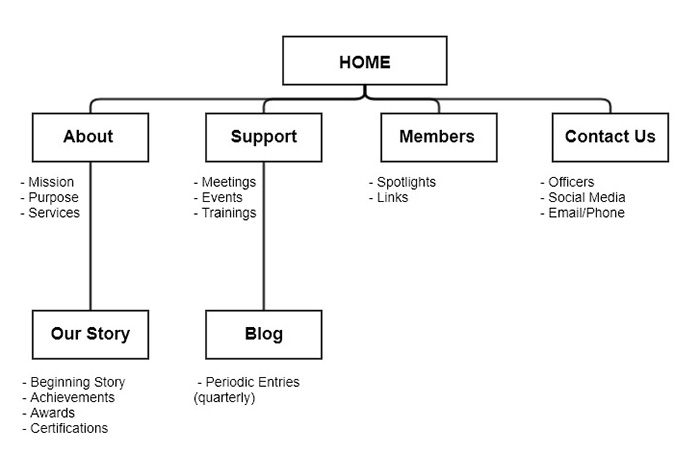 HOME
About
- Mission
- Purpose
- Services
Support
- Meetings
- Events
- Trainings
Members
- Spotlights
- Links
Contact Us
- Officers
- Social Media
- Email/Phone
Our Story
- Beginning Story
- Achievements
- Awards
- Certifications
Blog
- Periodic Entries
(quarterly)